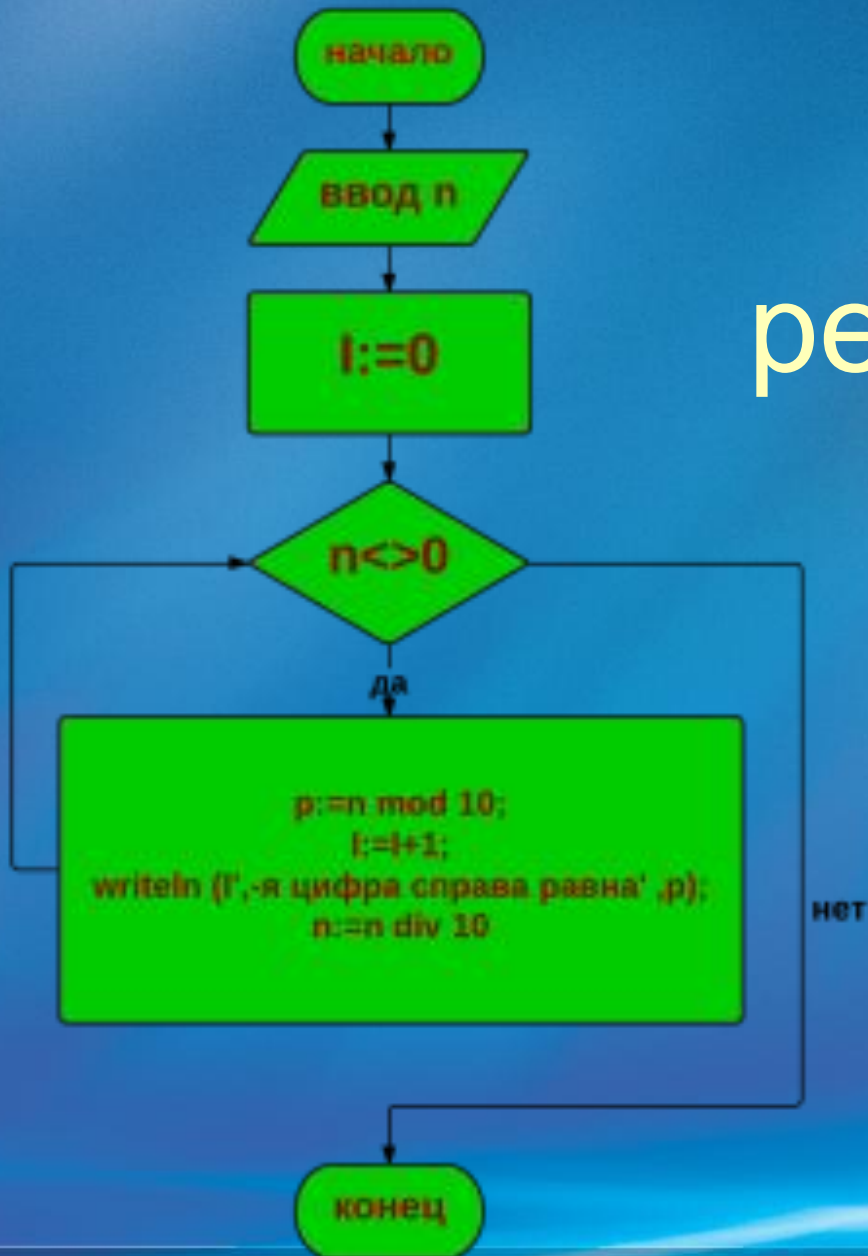 начало
ввод n
I:=0
ре
n<>0
да
p:=n mod 10;
I:=I+1;
writeln (I',-я цифра справа равна' ,p);
n:=n div 10
нет
конец